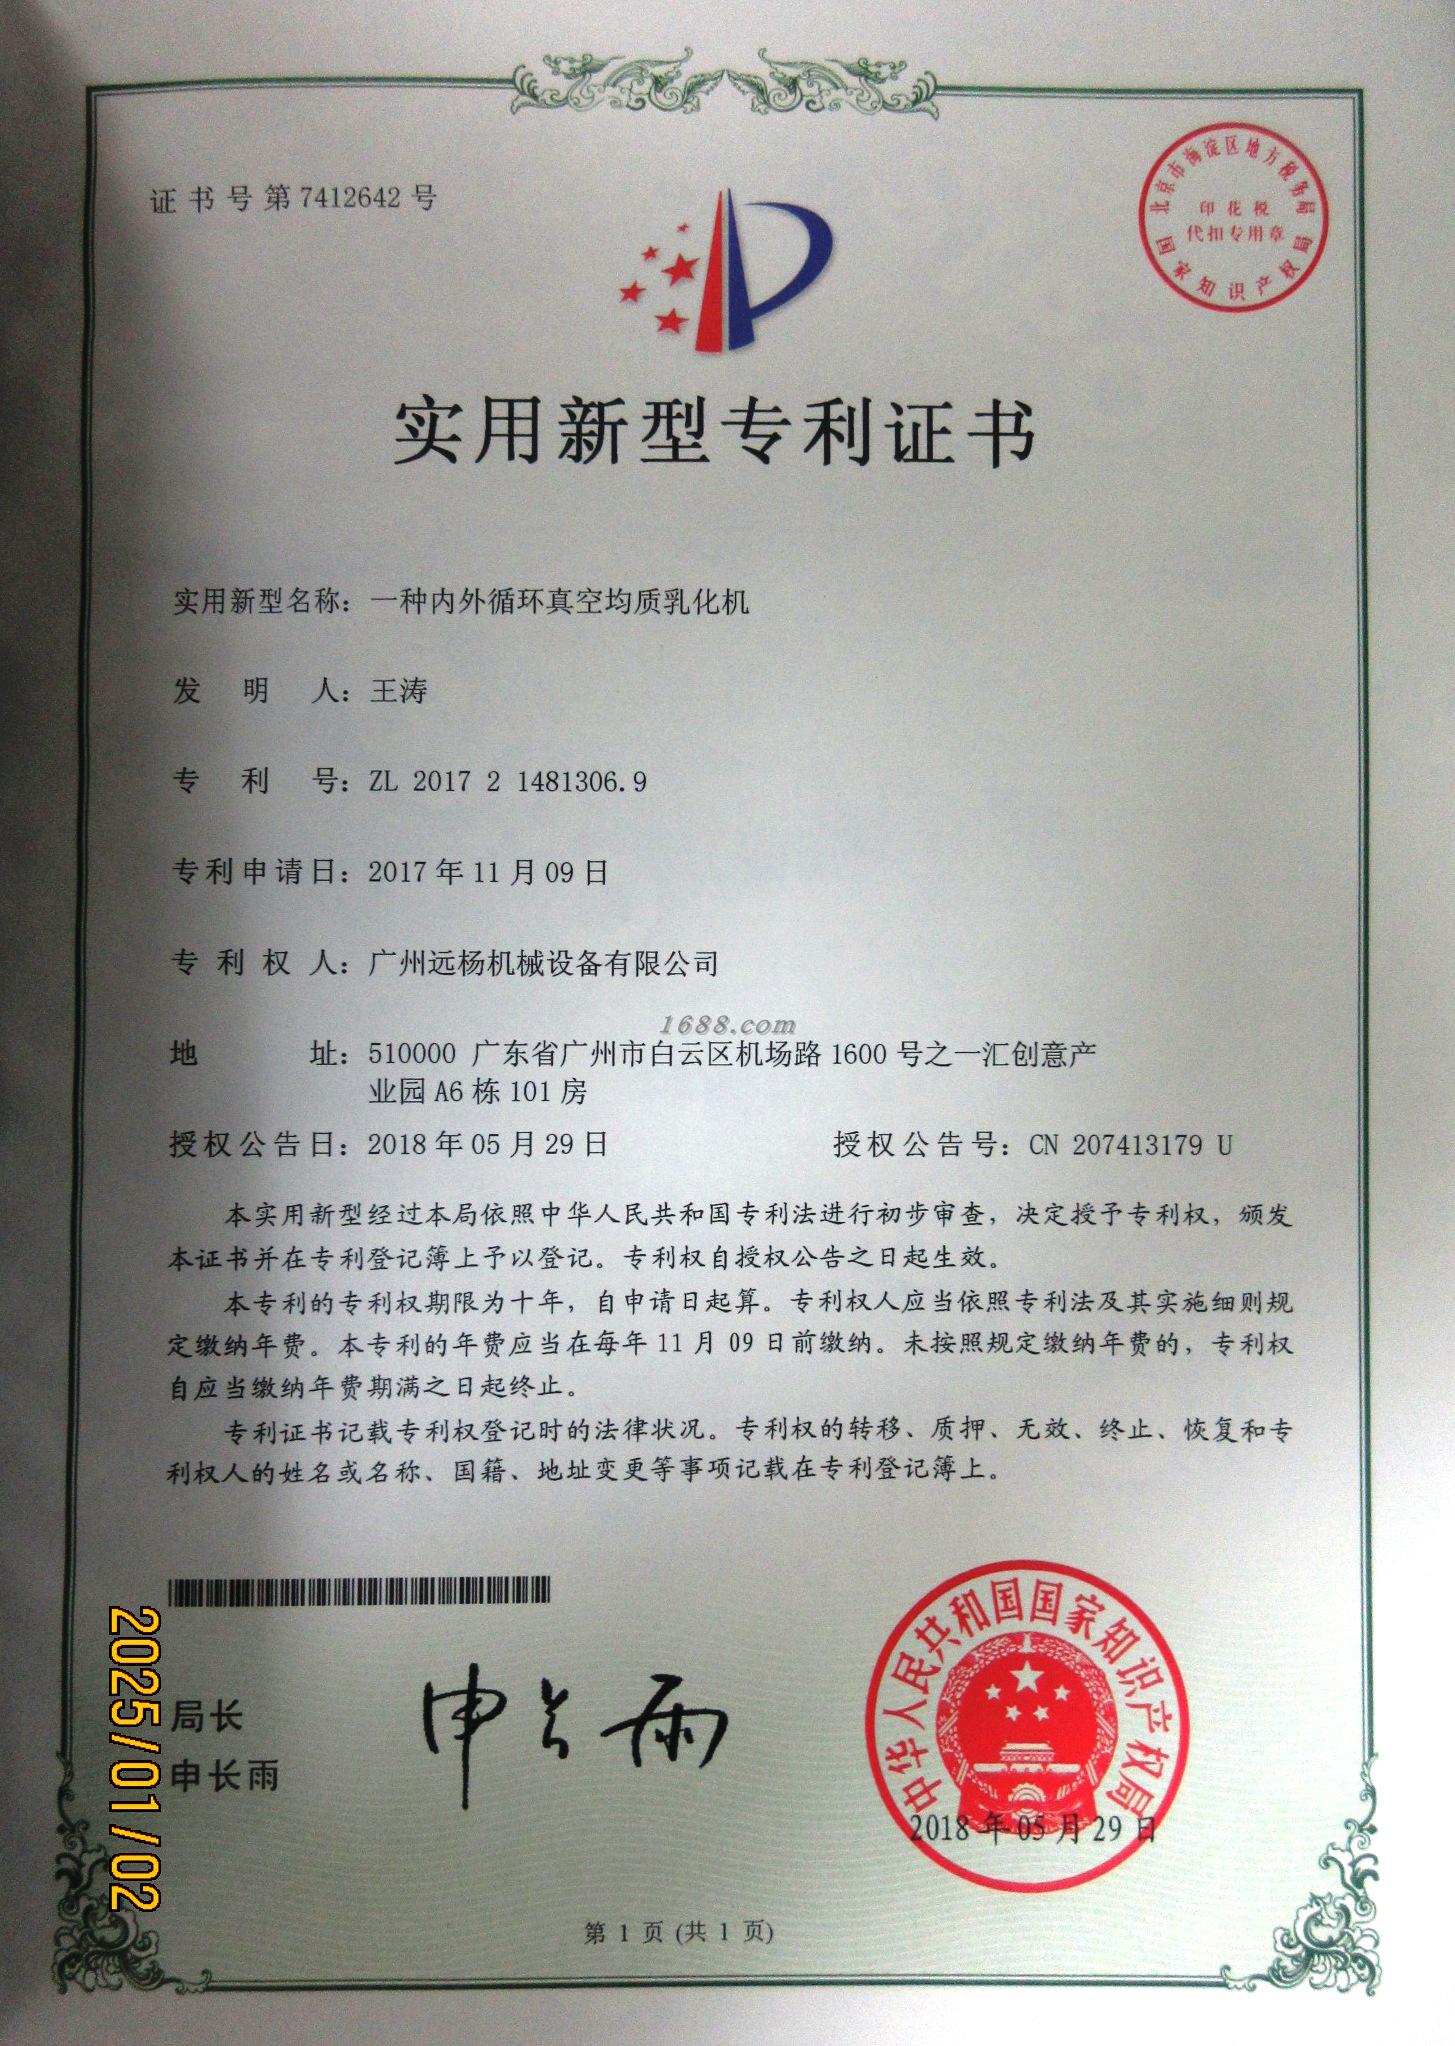 证书号第7412642号
北京市海淀区地方税务局
印花税
代扣专用章
国家知识产权局
实用新型专利证书
实用新型名称：一种内外循环真空均质乳化机
发明人：王涛
专利号：ZL 2017 2 1481306.9
专利申请日：2017年11月09日
专利权人：广州远杨机械设备有限公司
1688.com
地址：510000 广东省广州市白云区机场路1600号之一汇创意产
业园A6栋101房
授权公告日：2018年05月29日 授权公告号：CN 207413179 U
本实用新型经过本局依照中华人民共和国专利法进行初步审查，决定授予专利权，颁发
本证书并在专利登记簿上予以登记。专利权自授权公告之日起生效。
本专利的专利权期限为十年，自申请日起算。专利权人应当依照专利法及其实施细则规
定缴纳年费。本专利的年费应当在每年11月09日前缴纳。未按照规定缴纳年费的，专利权
自应当缴纳年费期满之日起终止。
专利证书记载专利权登记时的法律状况。专利权的转移、质押、无效、终止、恢复和专
利权人的姓名或名称、国籍、地址变更等事项记载在专利登记簿上。
2025/01/02
局长
申长雨
申长雨
中华人民共和国国家知识产权局
2018年05月29日
第 1 页 (共 1 页)